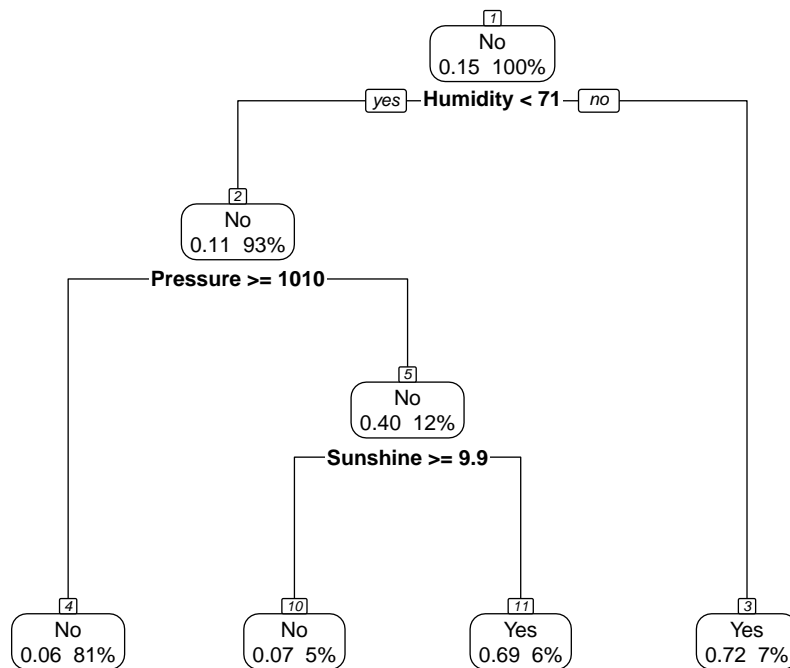 1
No
0.15 100%
yes Humidity < 71 no
2
No
0.11 93%
Pressure >= 1010
5
No
0.40 12%
Sunshine >= 9.9
4
No
0.06 81%
10
No
0.07 5%
11
Yes
0.69 6%
3
Yes
0.72 7%